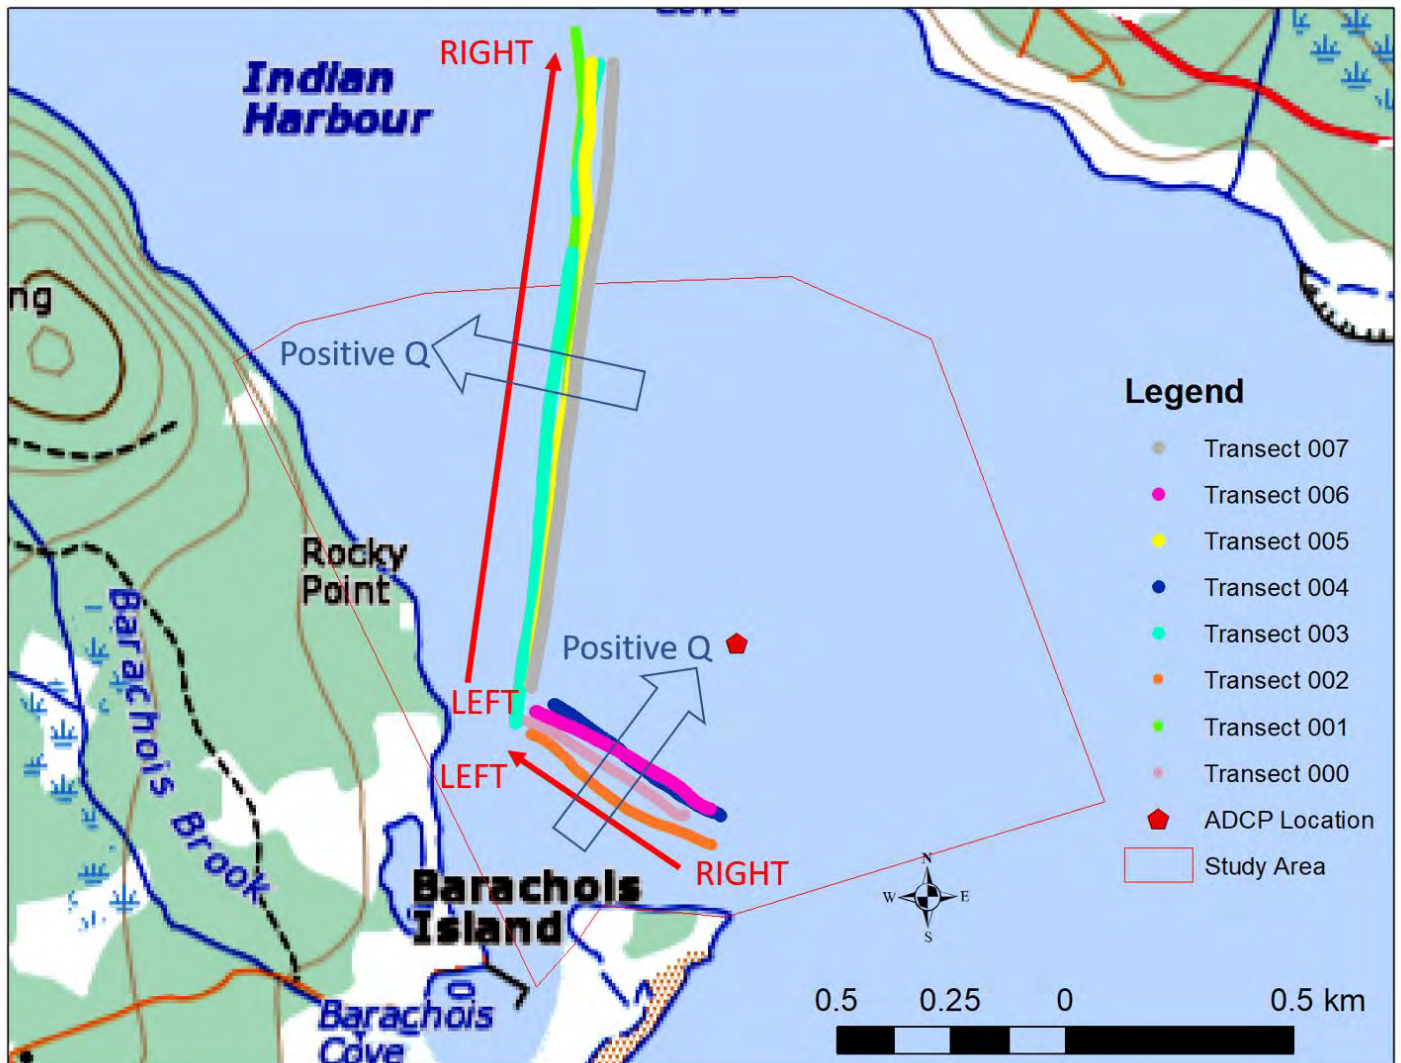 Cove
RIGHT
Indian
Harbour
ng
Positive Q
Legend
Transect 007
Transect 006
Transect 005
Transect 004
Transect 003
Transect 002
Transect 001
Transect 000
ADCP Location
Study Area
Rocky
Point
Barachois Brook
Positive Q
LEFT
LEFT
RIGHT
Barachols
Island
N
W
E
S
Barachois
Cove
0.5 0.25 0 0.5 km